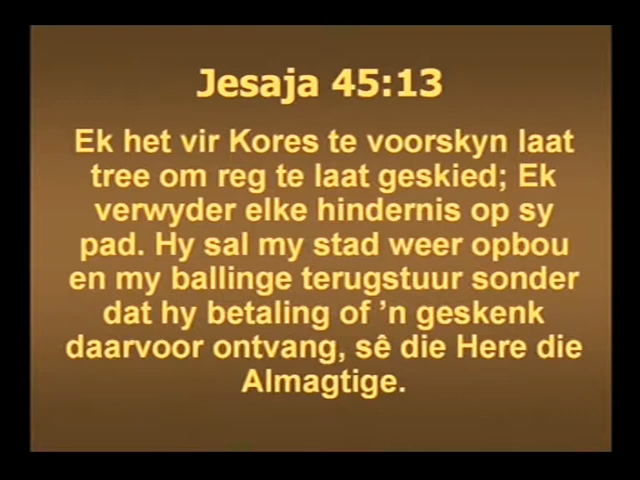 Jesaja 45:13
Ek het vir Kores te voorskyn laat
tree om reg te laat geskied; Ek
verwyder elke hindernis op sy
pad. Hy sal my stad weer opbou
en my ballinge terugstuur sonder
dat hy betaling of ’n geskenk
daarvoor ontvang, sê die Here die
Almagtige.